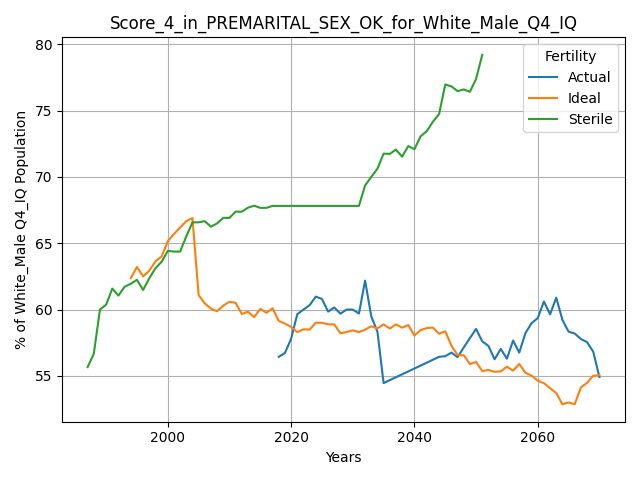 Score_4_in_PREMARITAL_SEX_OK_for_White_Male_Q4_IQ
% of White_Male Q4_IQ Population
80
75
70
65
60
55
Fertility
Actual
Ideal
Sterile
2000
2020
2040
2060
Years